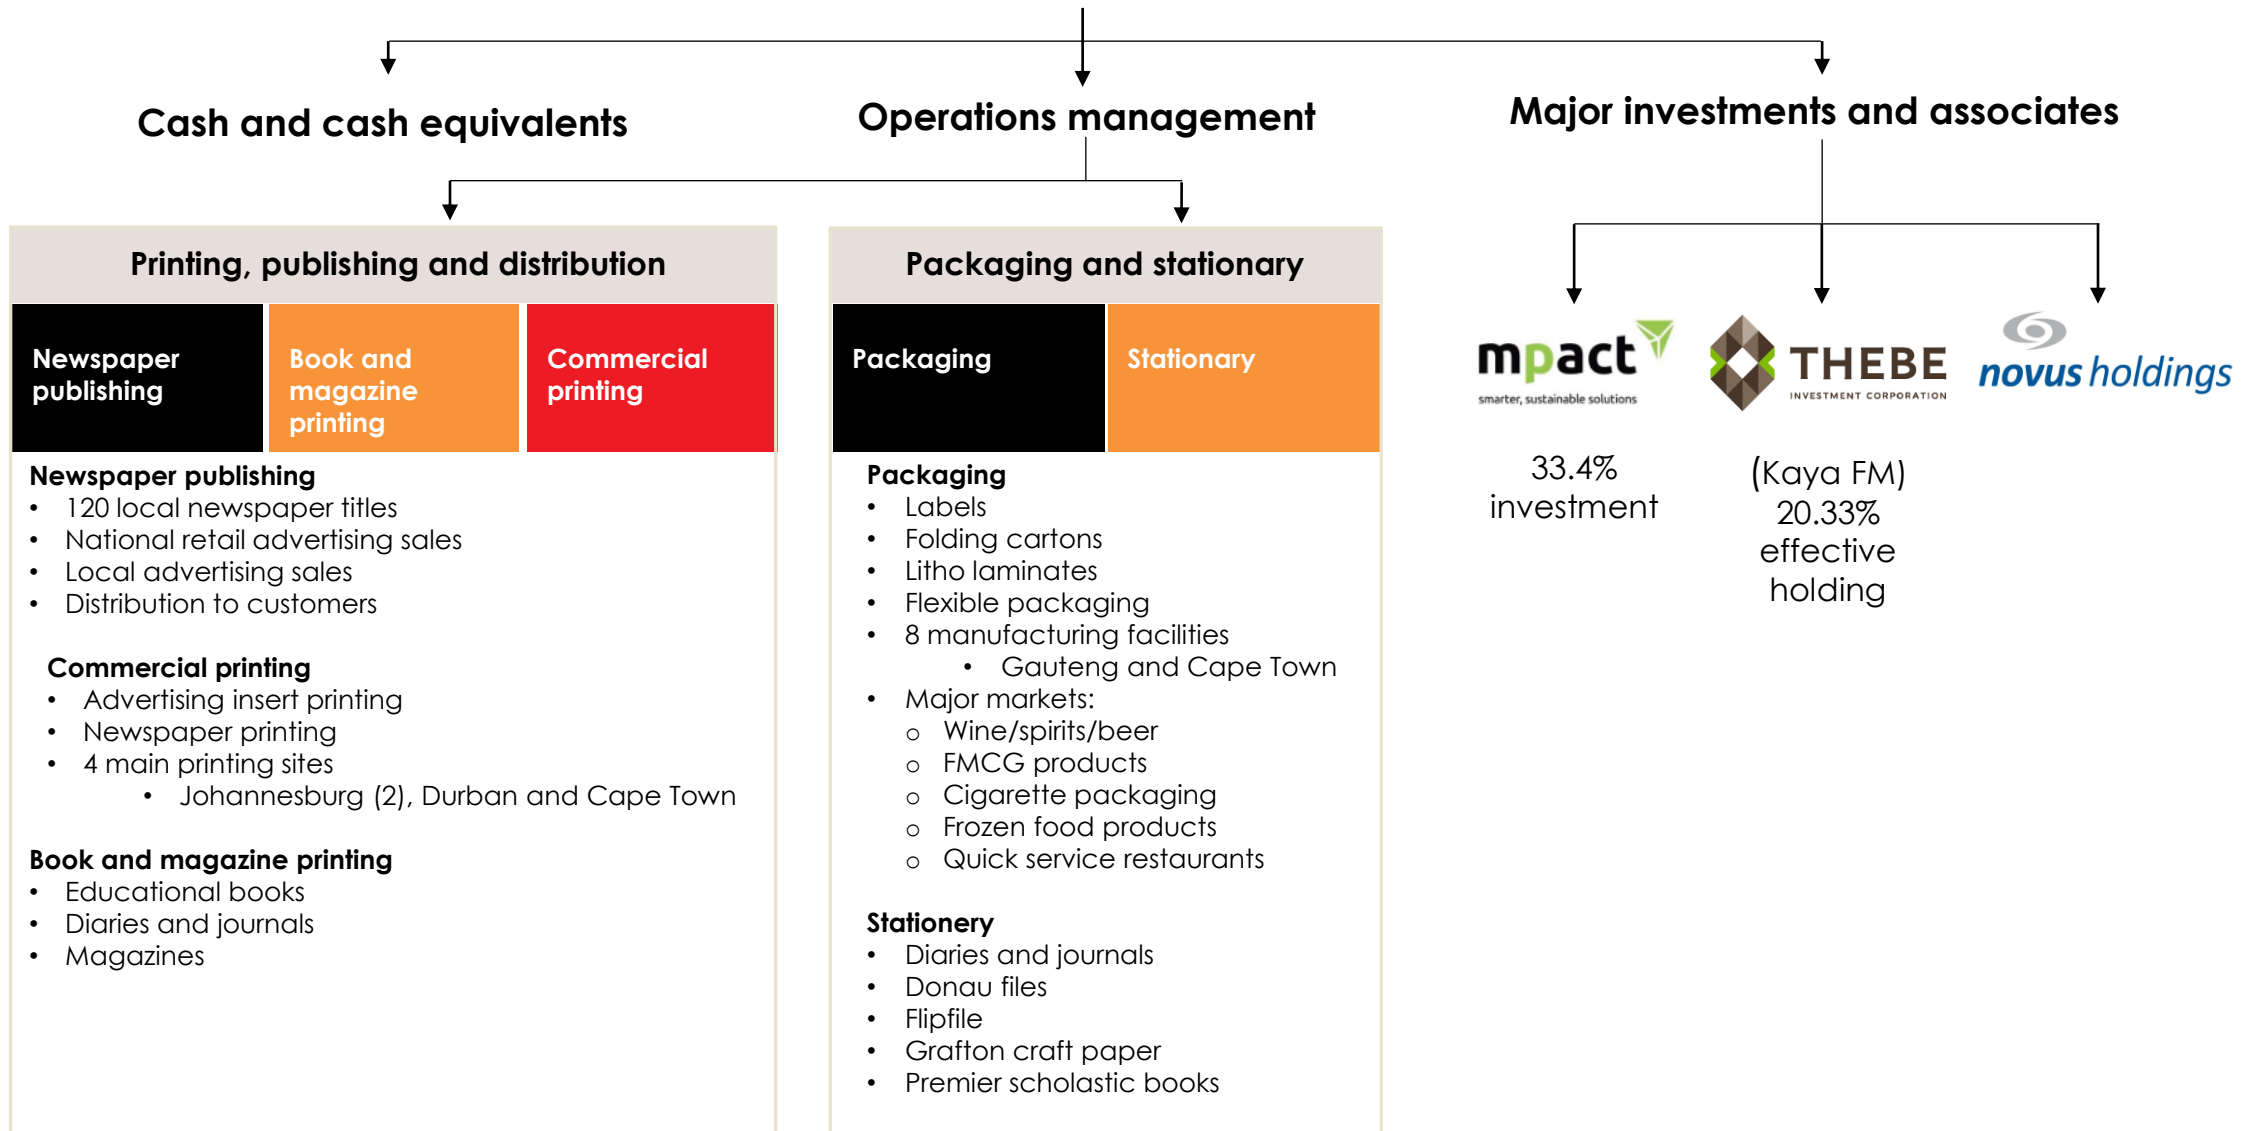 Cash and cash equivalents
Operations management
Major investments and associates
Printing, publishing and distribution
Newspaper
publishing
Book and
magazine
printing
Commercial
printing
Newspaper publishing
• 120 local newspaper titles
• National retail advertising sales
• Local advertising sales
• Distribution to customers
Commercial printing
• Advertising insert printing
• Newspaper printing
• 4 main printing sites
• Johannesburg (2), Durban and Cape Town
Book and magazine printing
• Educational books
• Diaries and journals
• Magazines
Packaging and stationary
Packaging
Stationary
Packaging
• Labels
• Folding cartons
• Litho laminates
• Flexible packaging
• 8 manufacturing facilities
• Gauteng and Cape Town
• Major markets:
o Wine/spirits/beer
o FMCG products
o Cigarette packaging
o Frozen food products
o Quick service restaurants
Stationery
• Diaries and journals
• Donau files
• Flipfile
• Grafton craft paper
• Premier scholastic books
mpact
smarter, sustainable solutions
33.4%
investment
THEBE
INVESTMENT CORPORATION
(Kaya FM)
20.33%
effective
holding
novus holdings